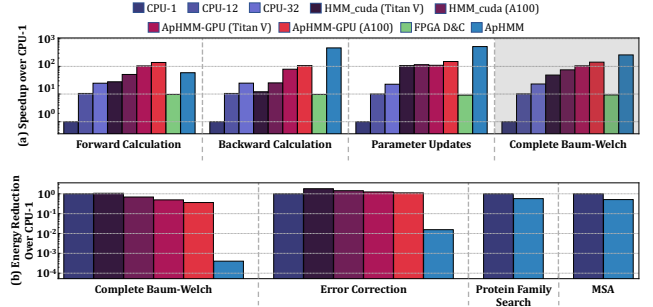 CPU-1 CPU-12 CPU-32 HMM_cuda (Titan V) HMM_cuda (A100)
ApHMM-GPU (Titan V) ApHMM-GPU (A100) FPGA D&C ApHMM
(a) Speedup over CPU-1
10³
10²
10¹
10⁰
Forward Calculation Backward Calculation Parameter Updates Complete Baum-Welch
(b) Energy Reduction
Over CPU-1
10⁰
10⁻¹
10⁻²
10⁻³
10⁻⁴
Complete Baum-Welch Error Correction Protein Family MSA
Search